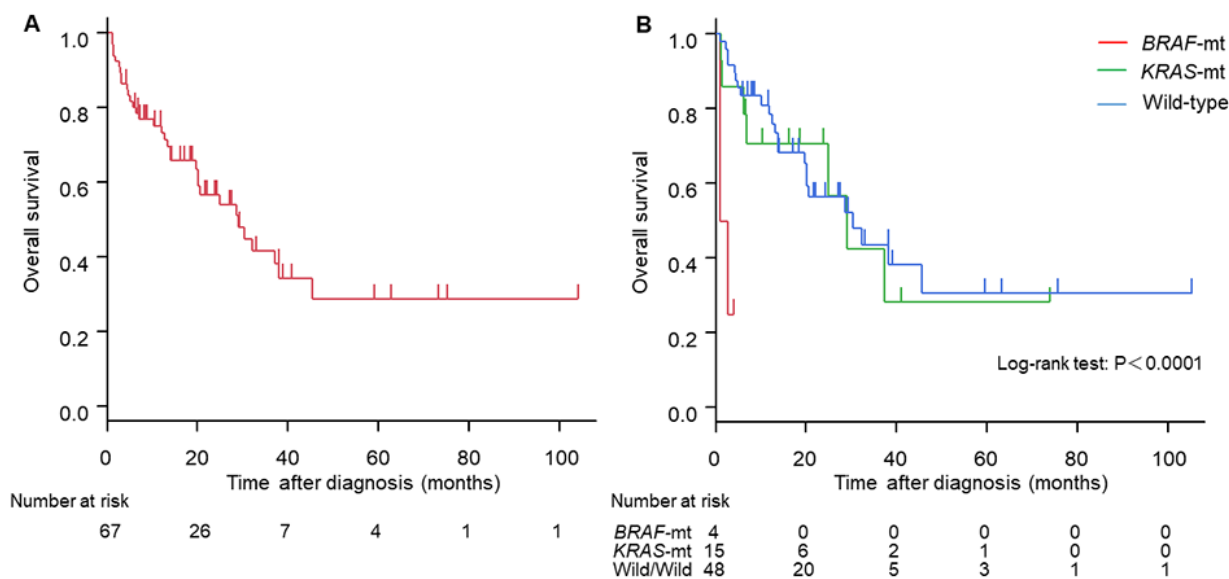 A
1.0
0.8
0.6
0.4
0.2
0.0
Overall survival
0 20 40 60 80 100
Time after diagnosis (months)
Number at risk
67 26 7 4 1 1
B
BRAF-mt
KRAS-mt
Wild-type
1.0
0.8
0.6
0.4
0.2
0.0
Overall survival
Log-rank test: P<0.0001
0 20 40 60 80 100
Time after diagnosis (months)
Number at risk
BRAF-mt 4 0 0 0 0 0
KRAS-mt 15 6 2 1 0 0
Wild/Wild 48 20 5 3 1 1